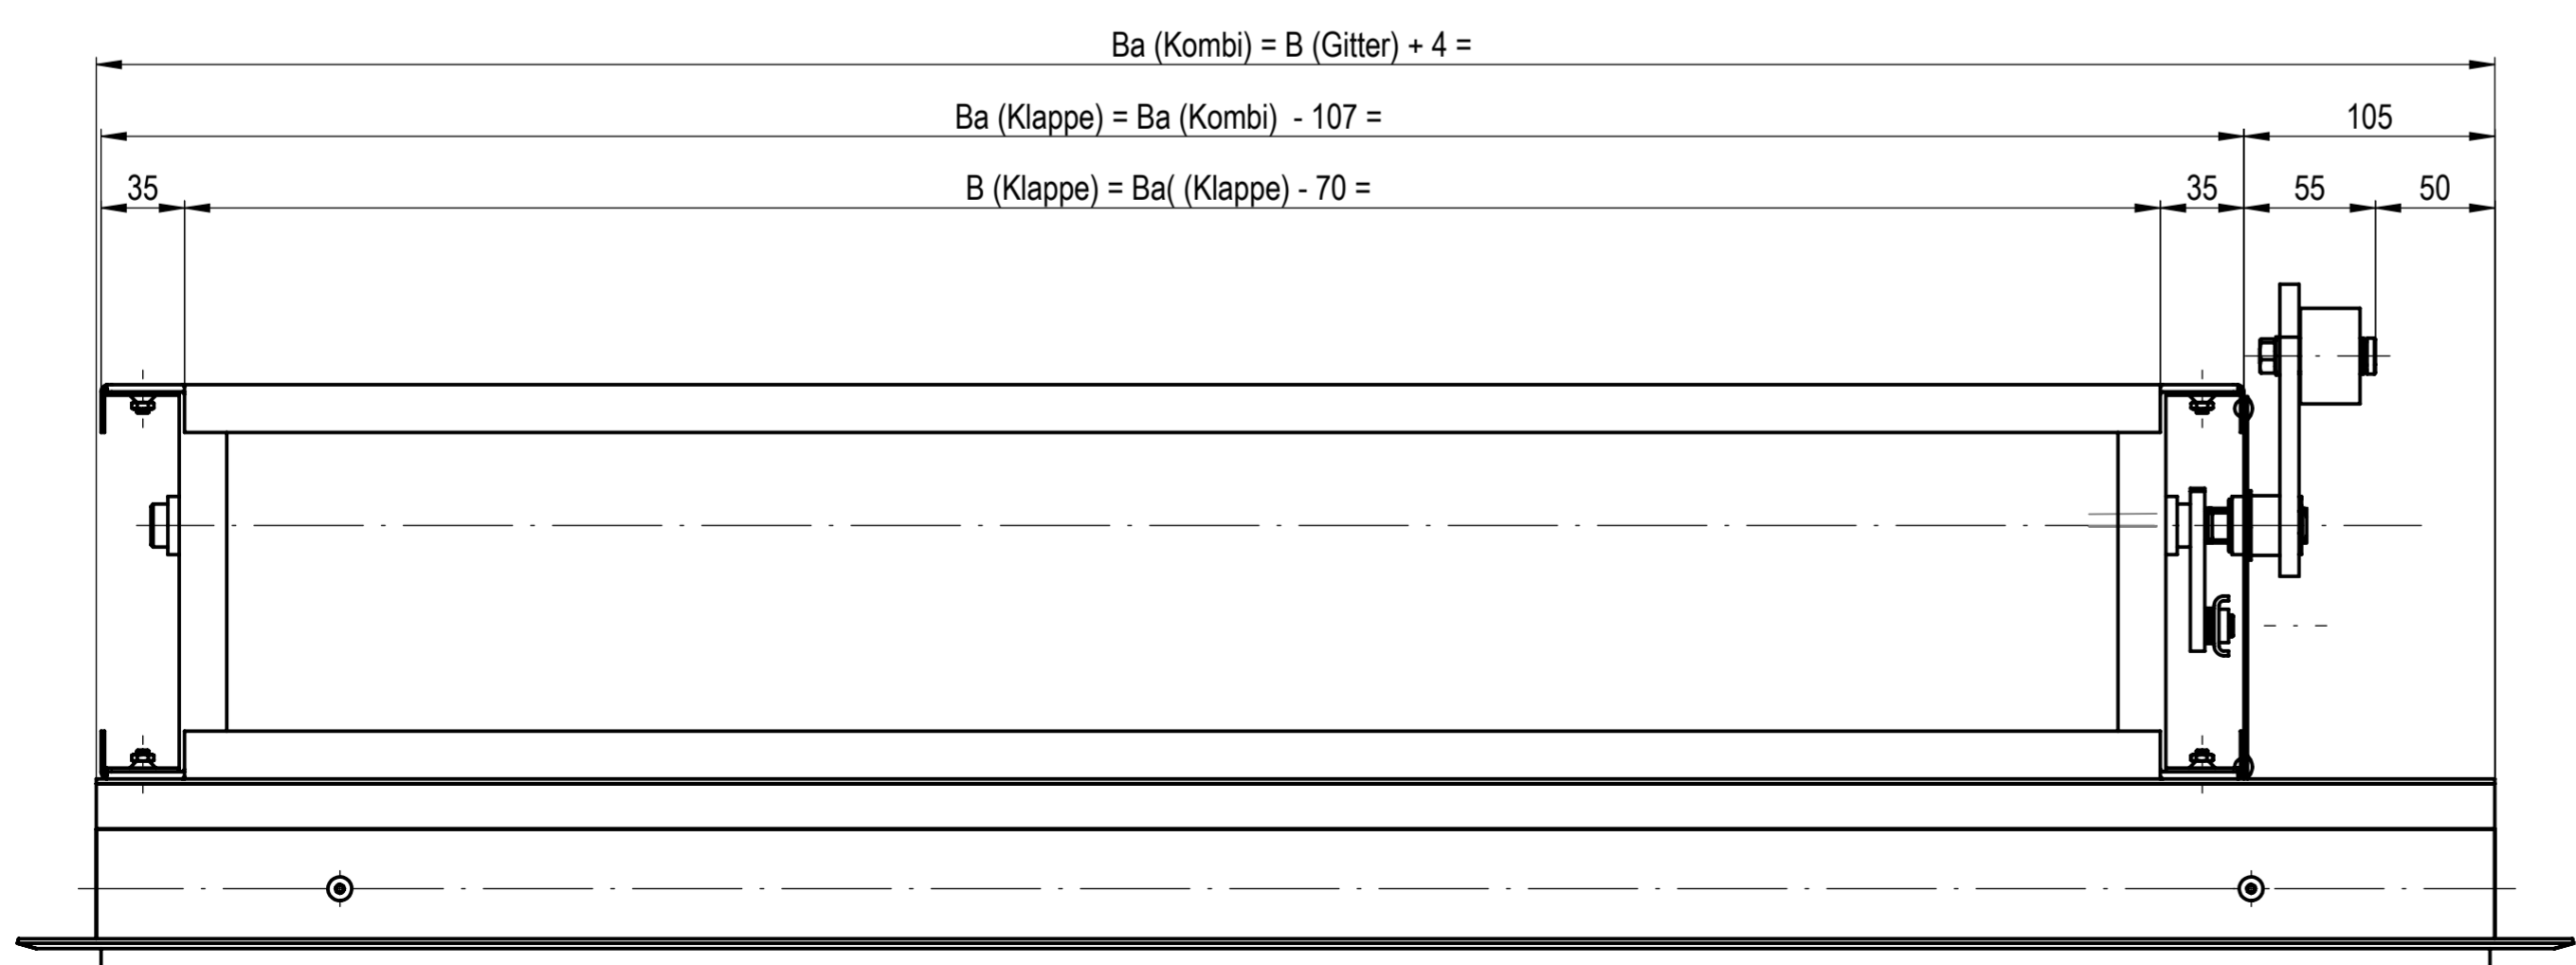 Ba (Kombi) = B (Gitter) + 4 =
Ba (Klappe) = Ba (Kombi)  - 107 =
105
35
B (Klappe) = Ba( (Klappe) - 70 =
35
55
50